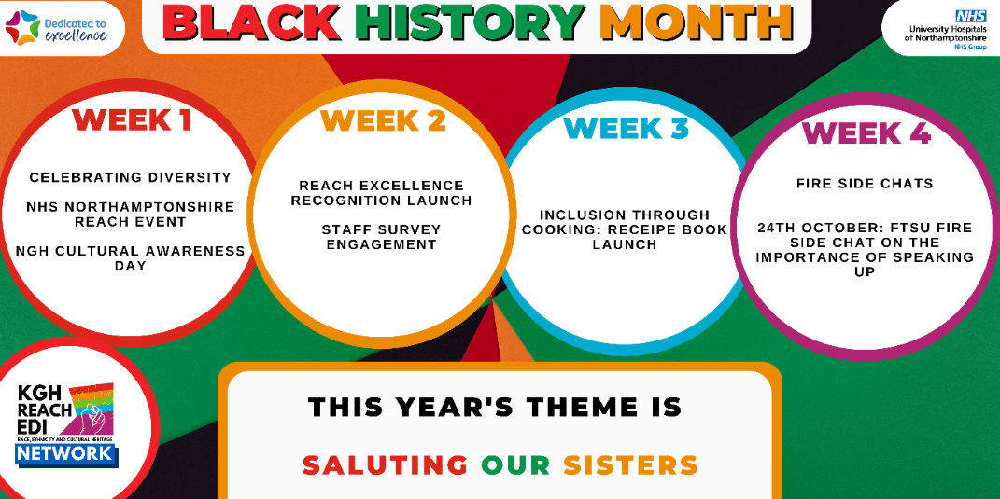 Dedicated to
excellence
BLACK HISTORY MONTH
NHS
University Hospitals
of Northamptonshire
NHS Group
WEEK 1
CELEBRATING DIVERSITY
NHS NORTHAMPTONSHIRE
REACH EVENT
NGH CULTURAL AWARENESS
DAY
WEEK 2
REACH EXCELLENCE
RECOGNITION LAUNCH
STAFF SURVEY
ENGAGEMENT
WEEK 3
INCLUSION THROUGH
COOKING: RECEIPE BOOK
LAUNCH
WEEK 4
FIRE SIDE CHATS
24TH OCTOBER: FTSU FIRE
SIDE CHAT ON THE
IMPORTANCE OF SPEAKING
UP
KGH
REACH
EDI
RACE, ETHNICITY AND CULTURAL HERITAGE
NETWORK
THIS YEAR'S THEME IS
SALUTING OUR SISTERS